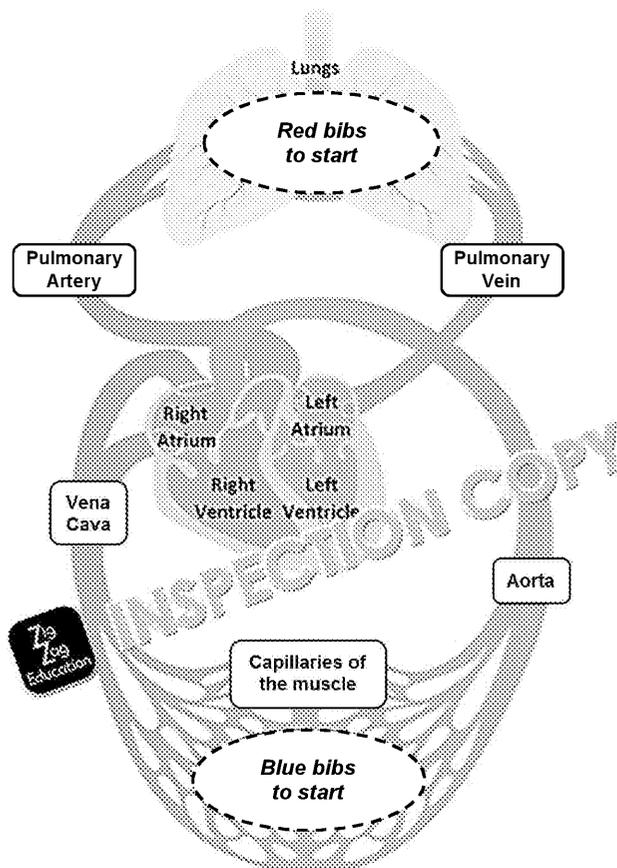 Lungs
Red bibs
to start
Pulmonary
Artery
Pulmonary
Vein
Right
Atrium
Left
Atrium
Vena
Cava
Right
Ventricle
Left
Ventricle
INSPECTION COPY
Aorta
Zig
Zag
Education
Capillaries of
the muscle
Blue bibs
to start